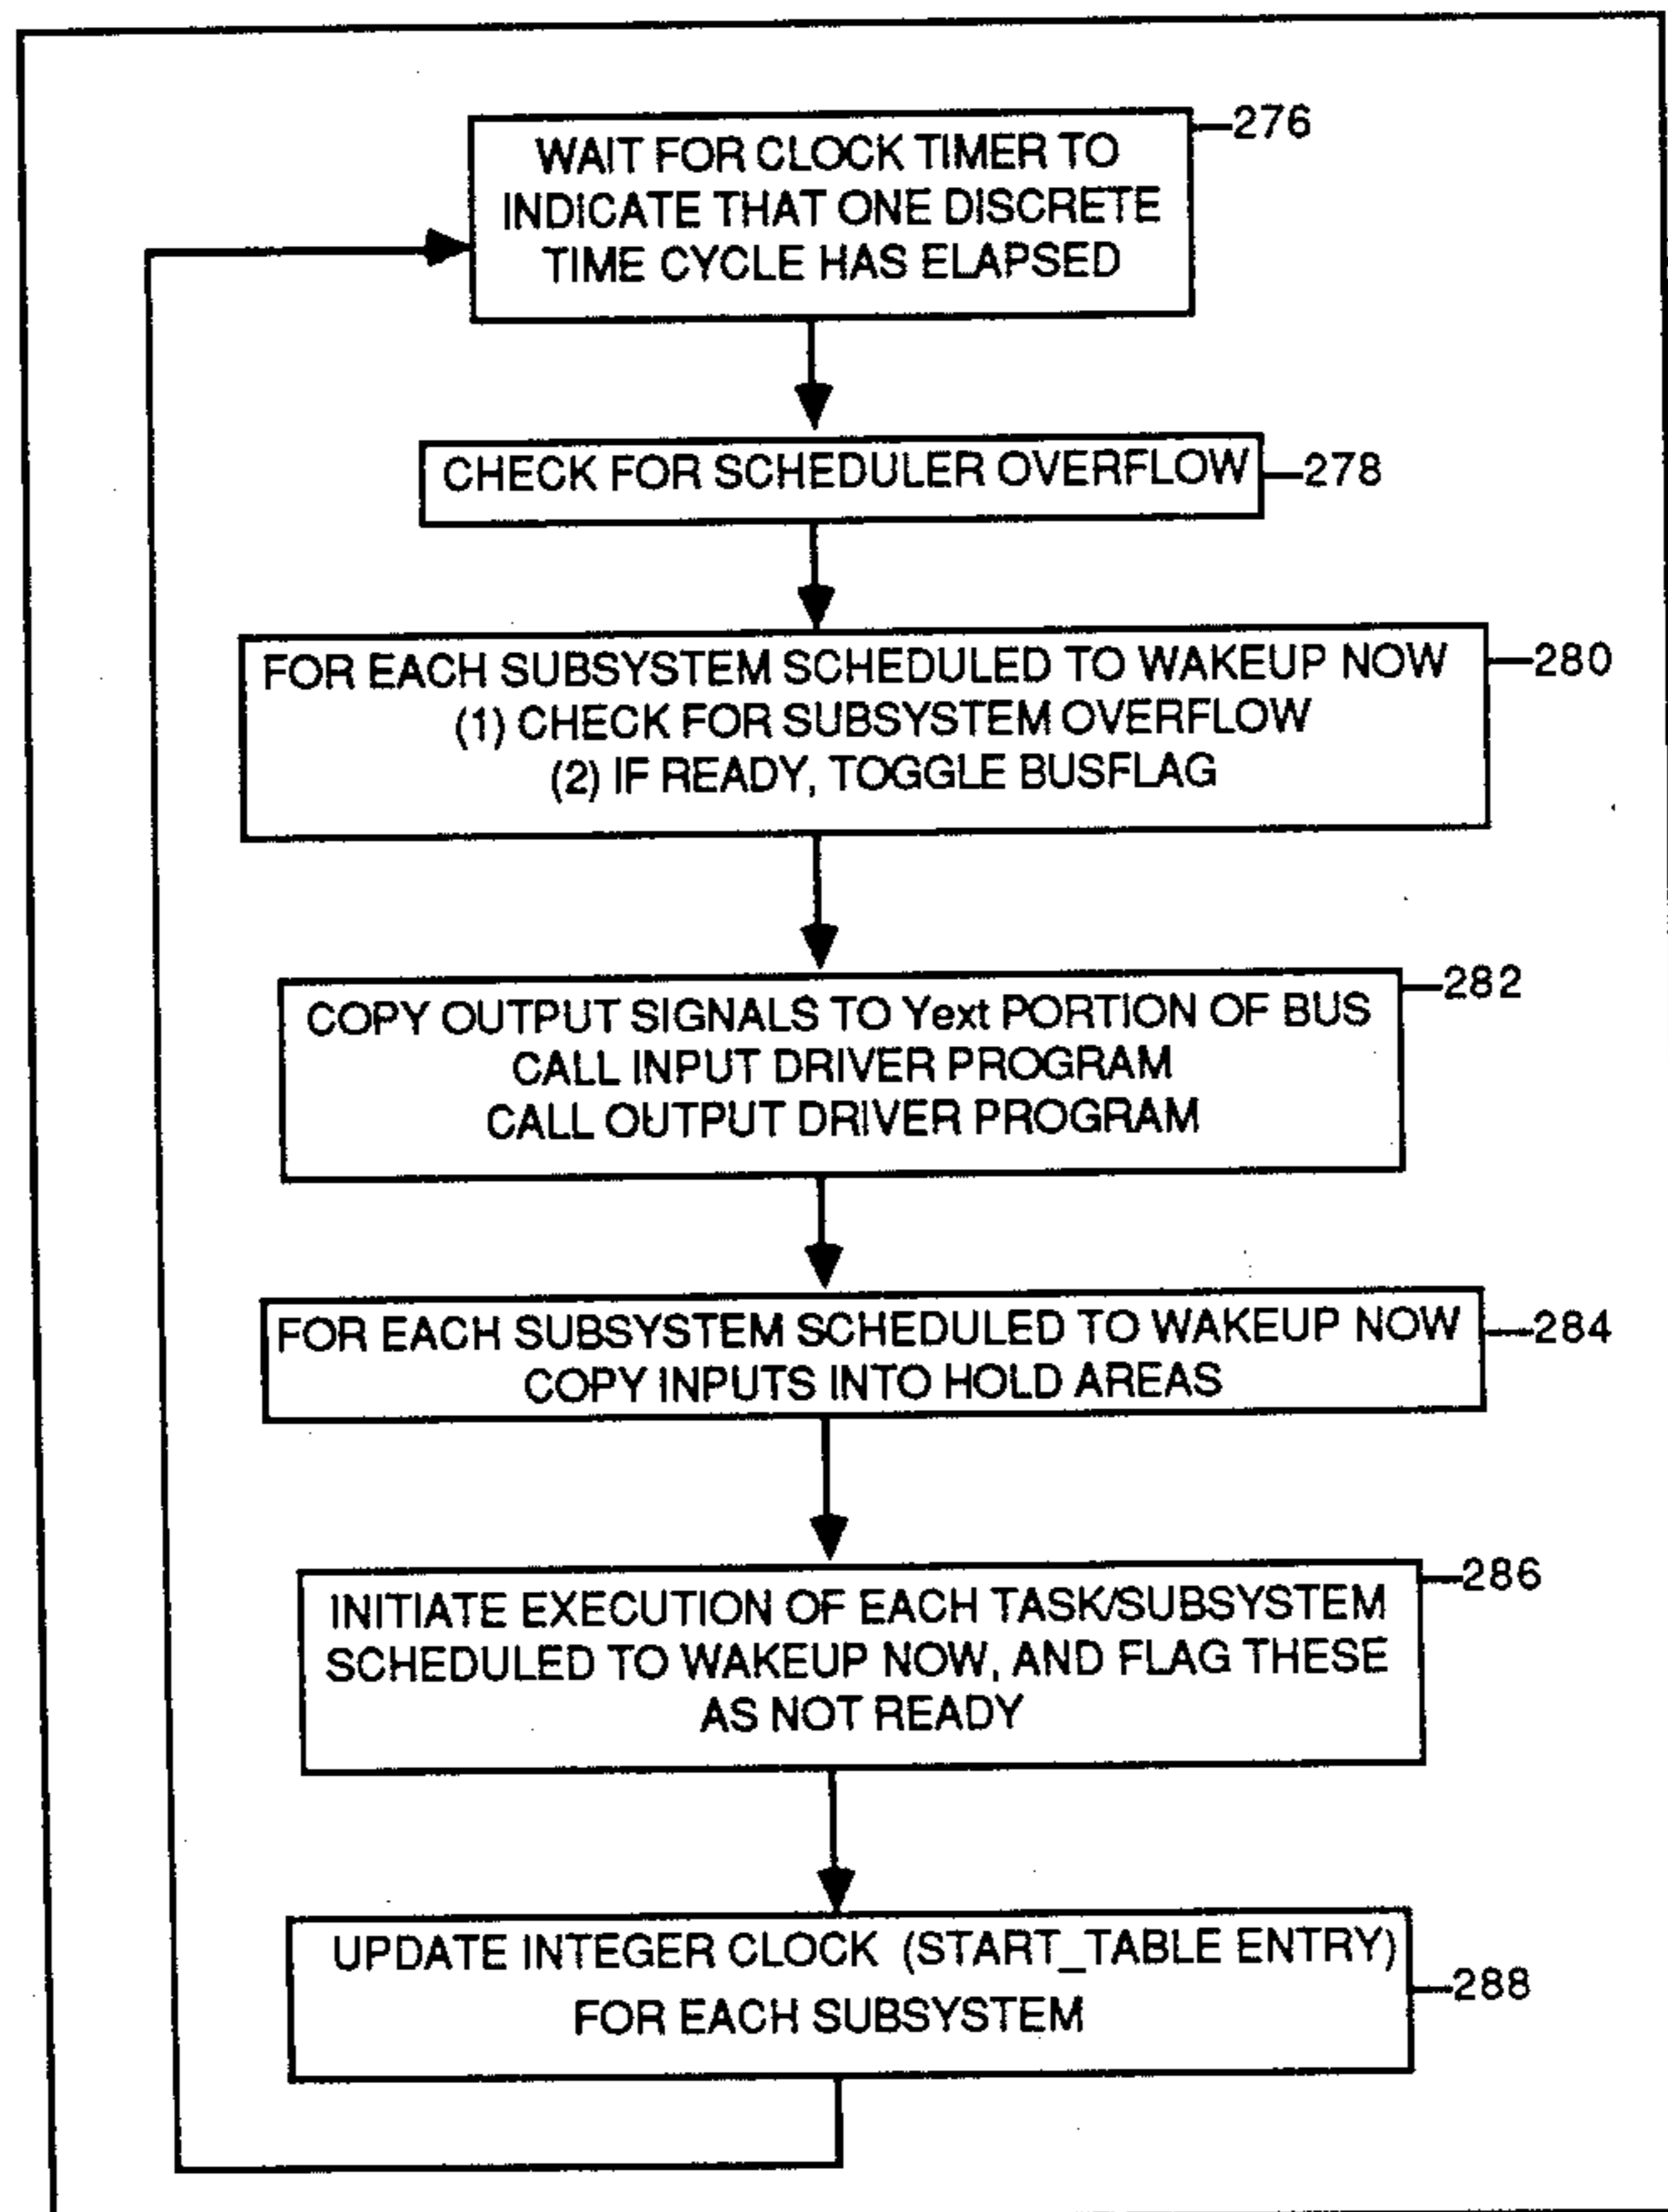 276
WAIT FOR CLOCK TIMER TO
INDICATE THAT ONE DISCRETE
TIME CYCLE HAS ELAPSED
CHECK FOR SCHEDULER OVERFLOW
278
FOR EACH SUBSYSTEM SCHEDULED TO WAKEUP NOW
280
(1) CHECK FOR SUBSYSTEM OVERFLOW
(2) IF READY, TOGGLE BUSFLAG
282
COPY OUTPUT SIGNALS TO Yext PORTION OF BUS
CALL INPUT DRIVER PROGRAM
CALL OUTPUT DRIVER PROGRAM
FOR EACH SUBSYSTEM SCHEDULED TO WAKEUP NOW
284
COPY INPUTS INTO HOLD AREAS
286
INITIATE EXECUTION OF EACH TASK/SUBSYSTEM
SCHEDULED TO WAKEUP NOW, AND FLAG THESE
AS NOT READY
UPDATE INTEGER CLOCK (START_TABLE ENTRY)
288
FOR EACH SUBSYSTEM